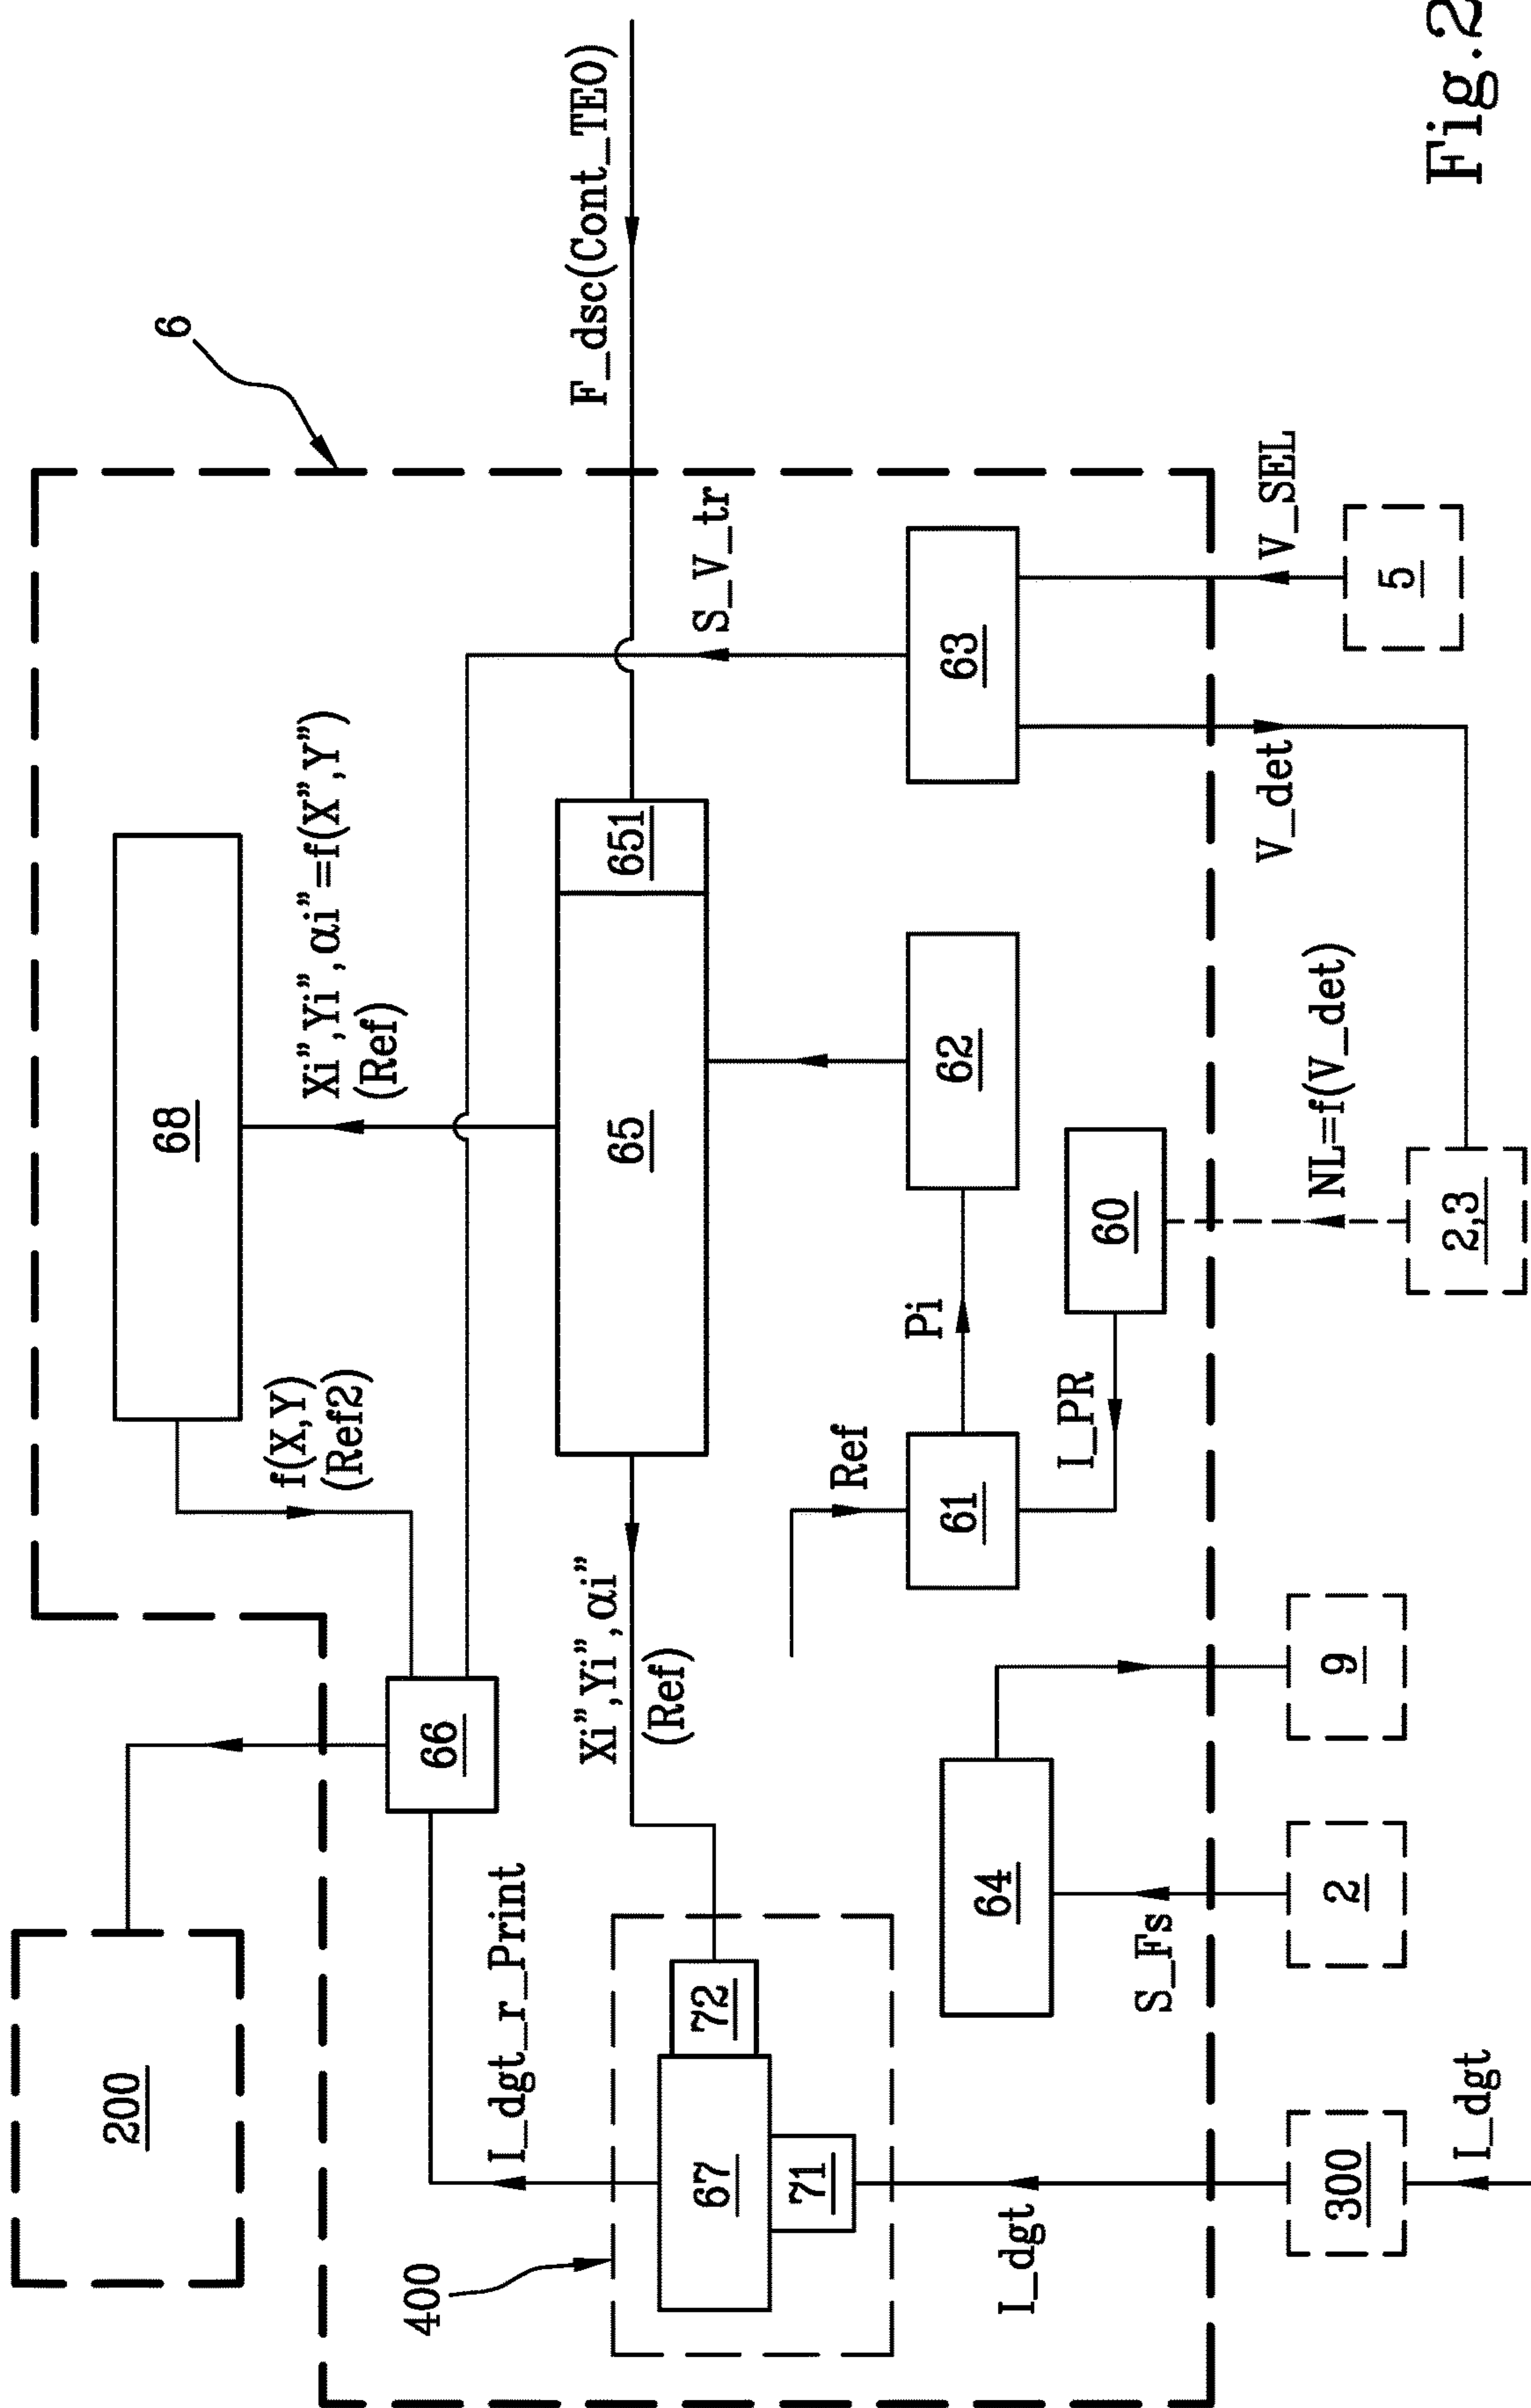 200
6
68
f(X,Y)
(Ref2)
Xi",Yi",αi"=f(X",Y")
(Ref)
66
400
I_dgt_r_Print
67
72
71
Xi",Yi",αi"
(Ref)
65
651
F_dsc(Cont_TEO)
S_V_tr
Ref
61
Pi
62
63
64
I_PR
60
I_dgt
S_Fs
NL=f(V_det)
V_det
V_SEL
300
2
9
2,3
5
I_dgt
Fig.2